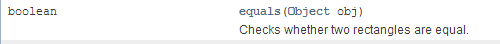 boolean equals(Object obj)
Checks whether two rectangles are equal.